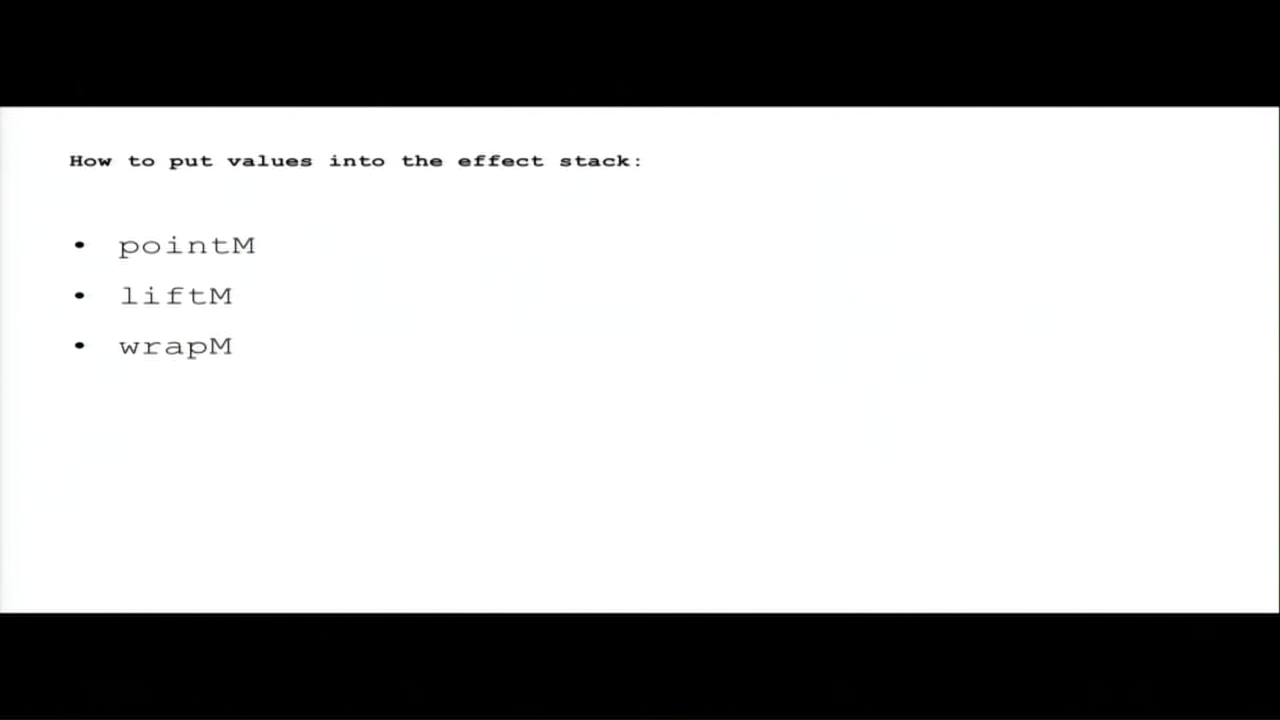 How to put values into the effect stack:
• pointM
• liftM
• wrapM